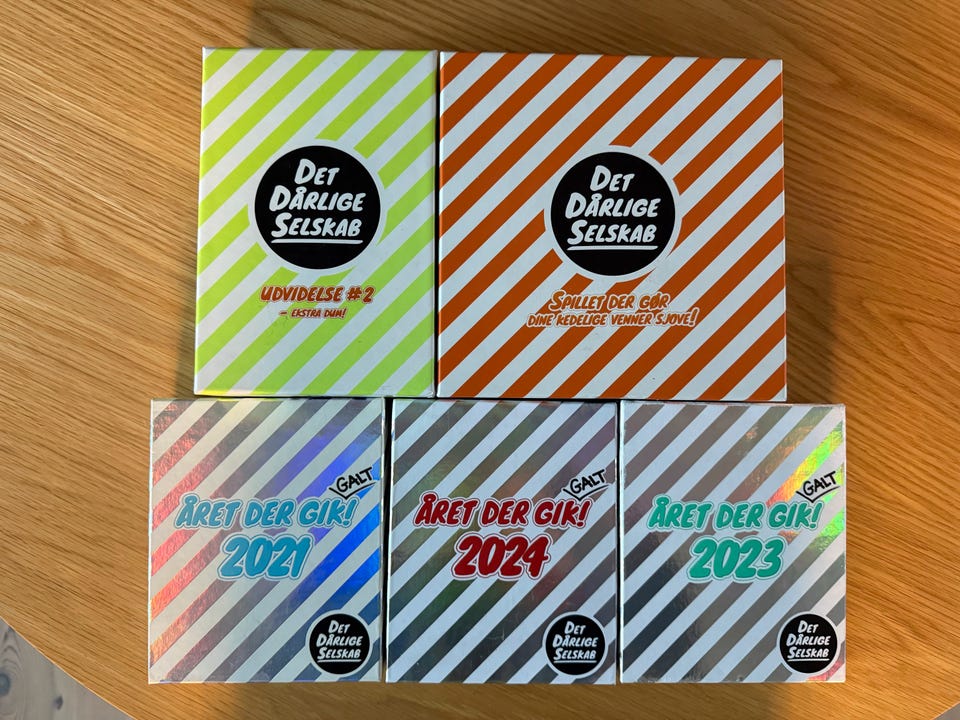 DET
DÅRLIGE
SELSKAB
UDVIDELSE #2
- EKSTRA DUM!
DET
DÅRLIGE
SELSKAB
SPILLET DER GØR
DINE KEDELIGE VENNER SJOVE!
GALT
ÅRET DER GIK!
2021
DET
DÅRLIGE
SELSKAB
GALT
ÅRET DER GIK!
2024
DET
DÅRLIGE
SELSKAB
GALT
ÅRET DER GIK!
2023
DET
DÅRLIGE
SELSKAB